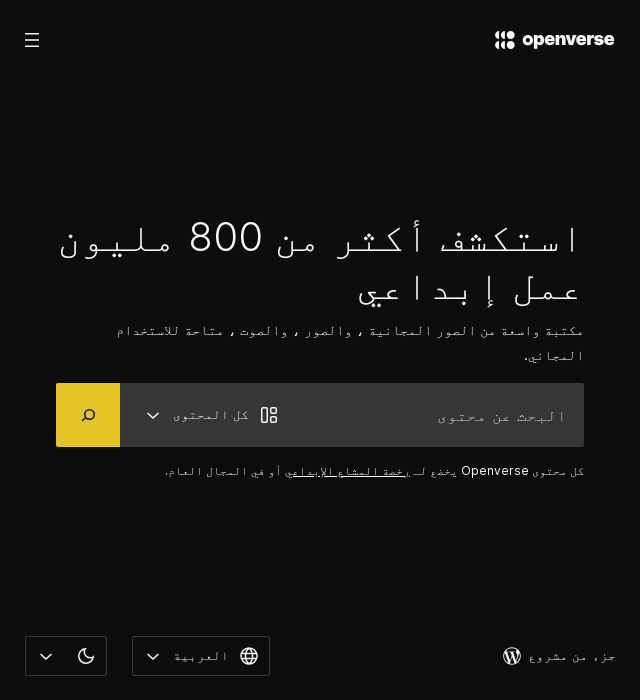 openverse
استكشف أكثر من 800 مليون
عمل إبداعي
مكتبة واسعة من الصور المجانية ، والصور ، والصوت ، متاحة للاستخدام
المجاني.
البحث عن محتوى
كل المحتوى
كل محتوى Openverse يخضع لـ رخصة المشاع الإبداعي أو في المجال العام.
جزء من مشروع
العربية